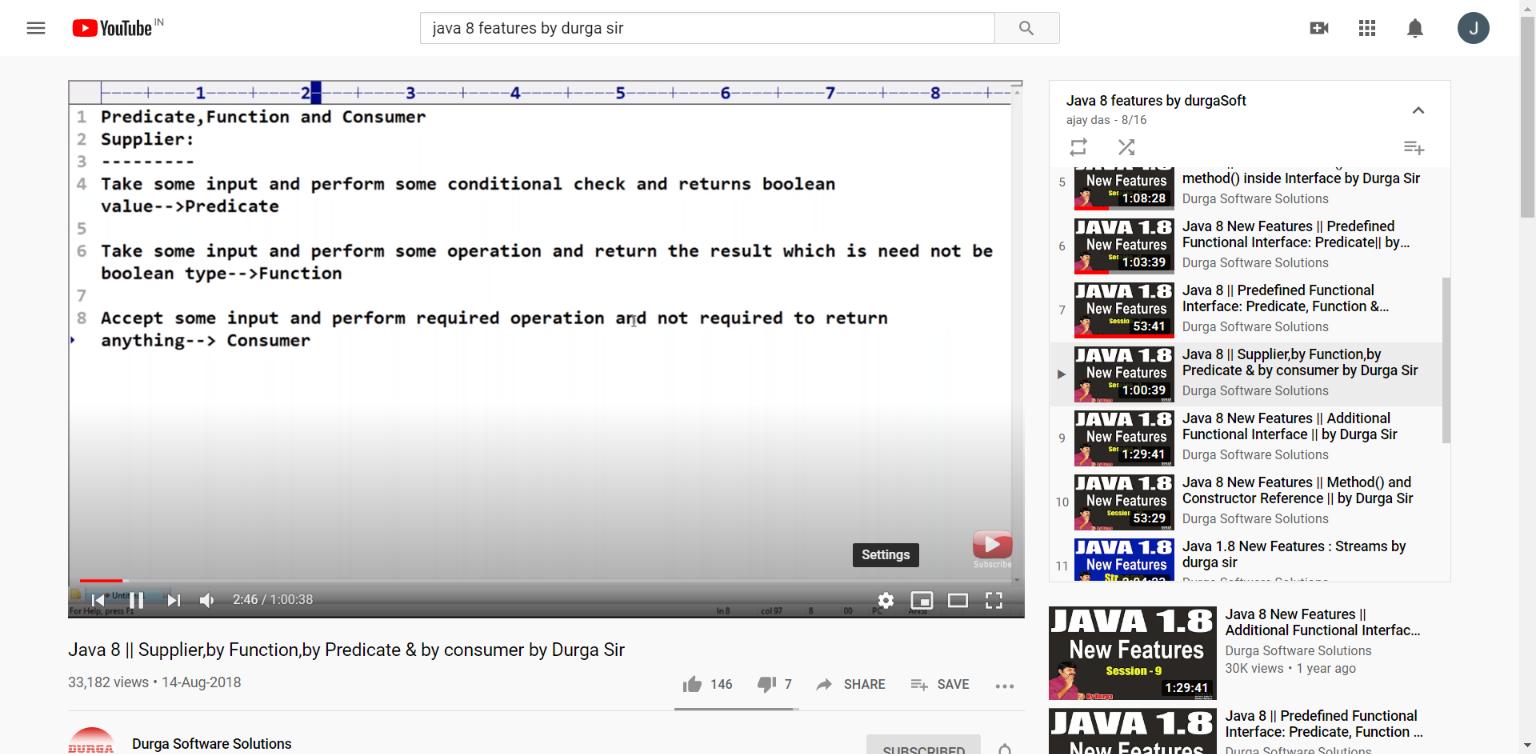 YouTube IN
java 8 features by durga sir
J
1 2 3 4 5 6 7 8
1 Predicate,Function and Consumer
2 Supplier:
3 ---------
4 Take some input and perform some conditional check and returns boolean
value-->Predicate
5
6 Take some input and perform some operation and return the result which is need not be
boolean type-->Function
7
8 Accept some input and perform required operation and not required to return
anything--> Consumer
Settings
Subscribe
2:46 / 1:00:38
For Help, press F1
ln 8 col 97 8 00 PC ANSI
Java 8 || Supplier,by Function,by Predicate & by consumer by Durga Sir
33,182 views • 14-Aug-2018
146
7
SHARE
SAVE
DURGA
Durga Software Solutions
SUBSCRIBED
Java 8 features by durgaSoft
ajay das - 8/16
5
New Features
1:08:28
method() inside Interface by Durga Sir
Durga Software Solutions
6
JAVA 1.8
New Features
1:03:39
Java 8 New Features || Predefined
Functional Interface: Predicate|| by...
Durga Software Solutions
7
JAVA 1.8
New Features
53:41
Java 8 || Predefined Functional
Interface: Predicate, Function &...
Durga Software Solutions
JAVA 1.8
New Features
1:00:39
Java 8 || Supplier,by Function,by
Predicate & by consumer by Durga Sir
Durga Software Solutions
9
JAVA 1.8
New Features
1:29:41
Java 8 New Features || Additional
Functional Interface || by Durga Sir
Durga Software Solutions
10
JAVA 1.8
New Features
53:29
Java 8 New Features || Method() and
Constructor Reference || by Durga Sir
Durga Software Solutions
11
JAVA 1.8
New Features
Java 1.8 New Features : Streams by
durga sir
Durga Software Solutions
JAVA 1.8
New Features
Session - 9
By Durga
1:29:41
Java 8 New Features ||
Additional Functional Interfac...
Durga Software Solutions
30K views • 1 year ago
JAVA 1.8
New Features
Java 8 || Predefined Functional
Interface: Predicate, Function ...
Durga Software Solutions